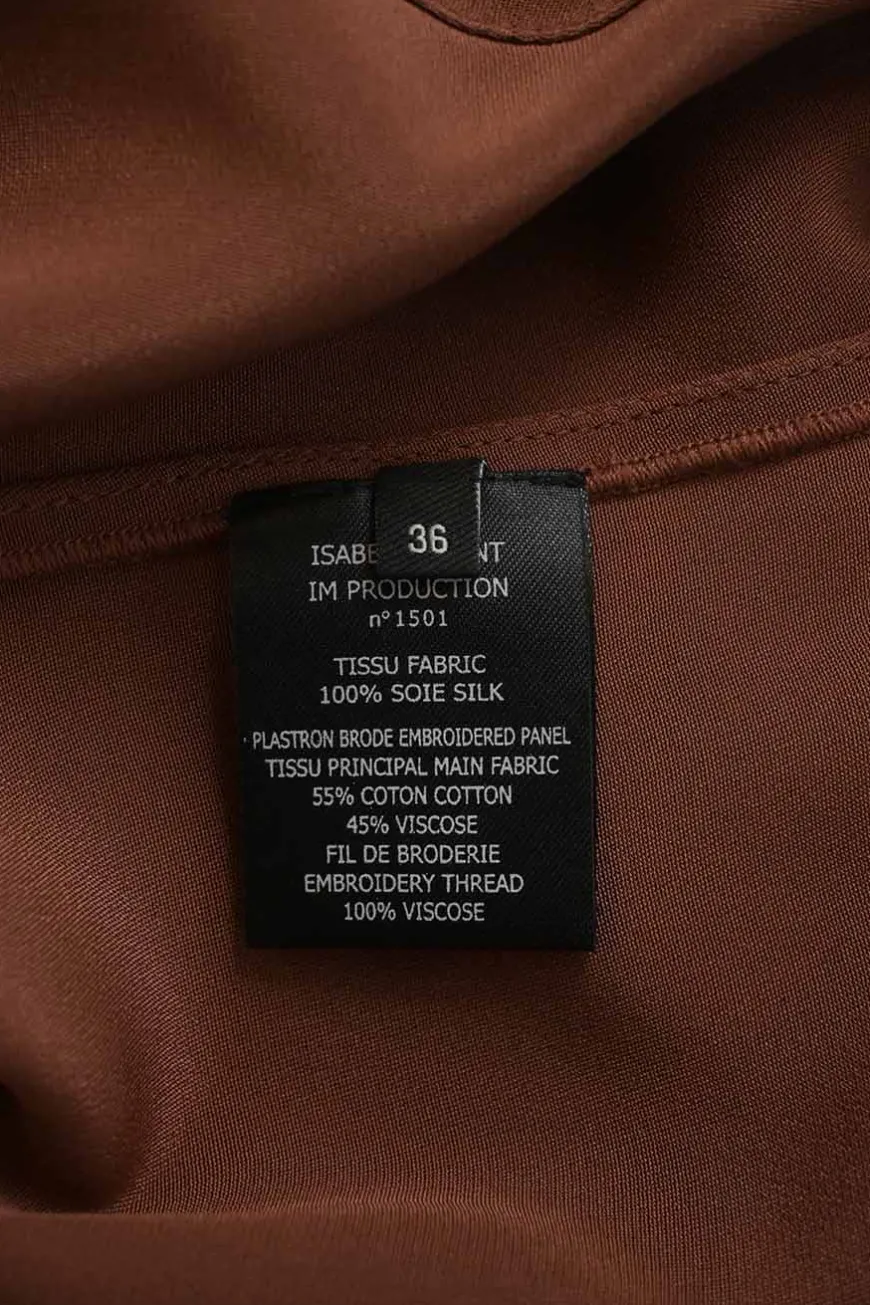 36
ISABE NT
IM PRODUCTION
n°1501
TISSU FABRIC
100% SOIE SILK
PLASTRON BRODE EMBROIDERED PANEL
TISSU PRINCIPAL MAIN FABRIC
55% COTON COTTON
45% VISCOSE
FIL DE BRODERIE
EMBROIDERY THREAD
100% VISCOSE